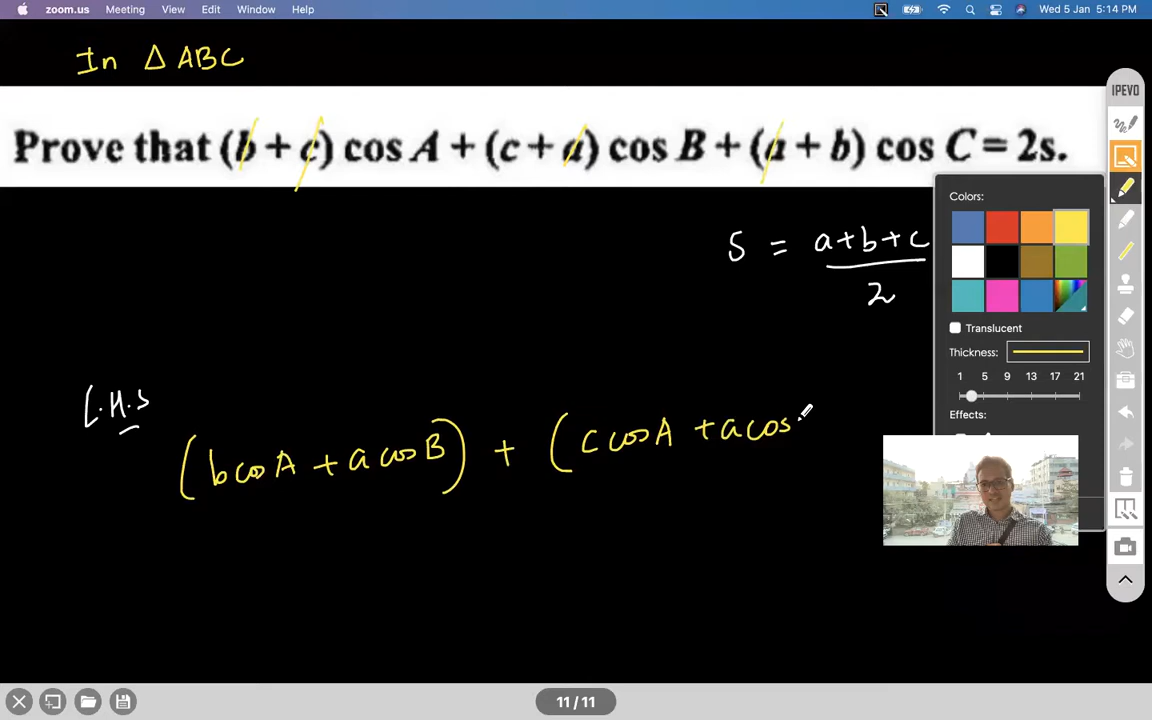 zoom.us Meeting View Edit Window Help Wed 5 Jan 5:14 PM
In Δ ABC
IPEVO
Prove that (b + c) cos A + (c + a) cos B + (a + b) cos C = 2s.
Colors:
S = a+b+c
2
Translucent
Thickness:
1 5 9 13 17 21
L.H.S
Effects:
(b cos A + a cos B) + (c cos A + a cos
11 / 11